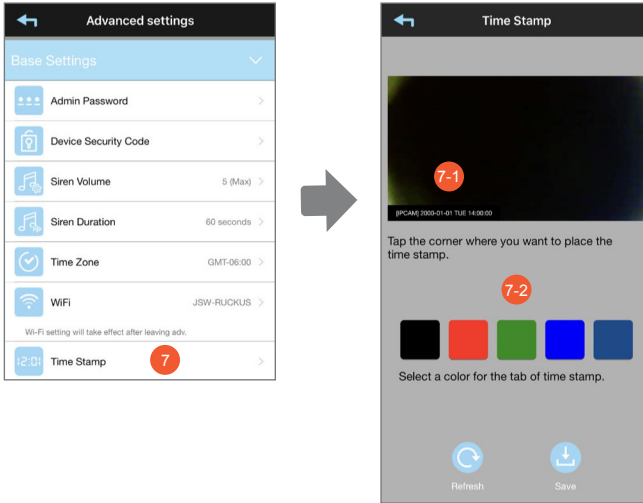 Advanced settings
Base Settings
Admin Password
Device Security Code
Siren Volume 5 (Max)
Siren Duration 60 seconds
Time Zone GMT-06:00
WiFi JSW-RUCKUS
Wi-Fi setting will take effect after leaving adv.
12:01 Time Stamp 7
Time Stamp
7-1
[IPCAM] 2000-01-01 TUE 14:00:00
Tap the corner where you want to place the
time stamp.
7-2
Select a color for the tab of time stamp.
Refresh Save